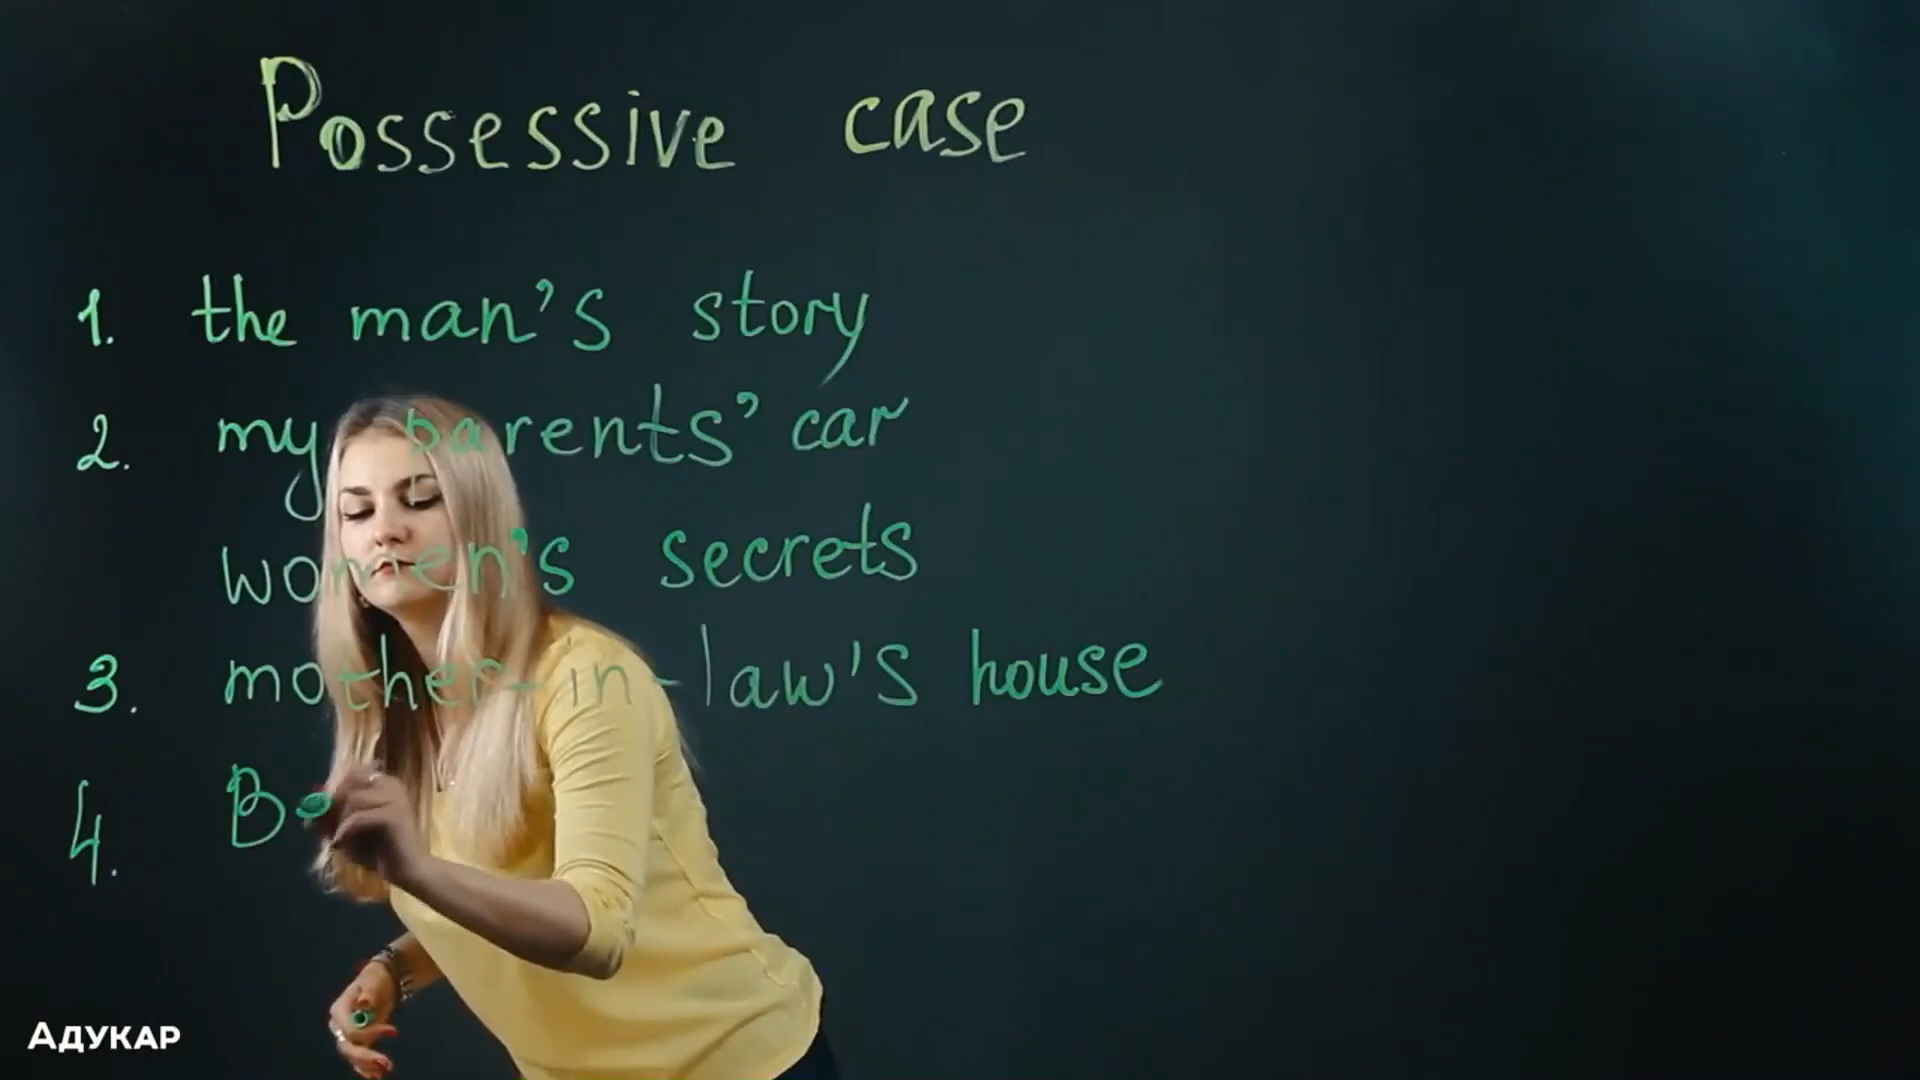 Possessive case
1. the man's story
2. my parents' car
women's secrets
3. mother-in-law's house
4.
АДУКАР